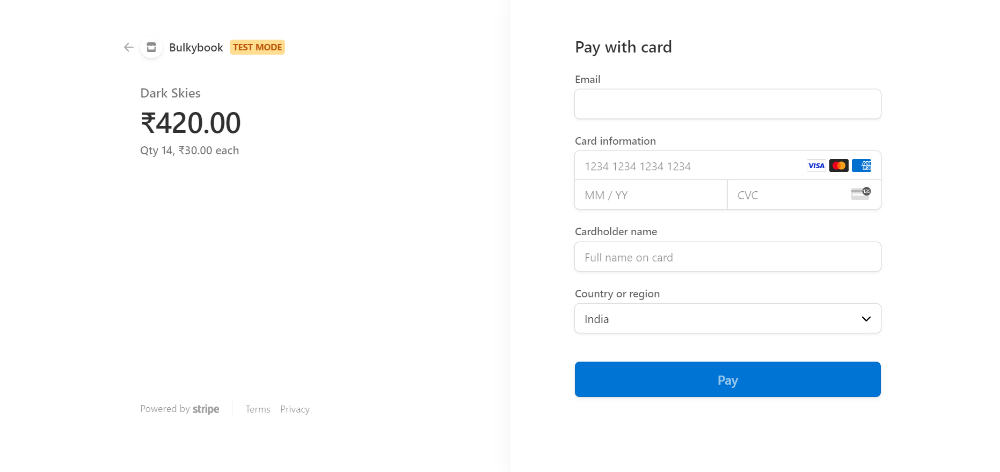 Bulkybook TEST MODE
Dark Skies
₹420.00
Qty 14, ₹30.00 each
Powered by stripe
Terms Privacy
Pay with card
Email
Card information
1234 1234 1234 1234 VISA AMEX
MM / YY
CVC 135
Cardholder name
Full name on card
Country or region
India
Pay